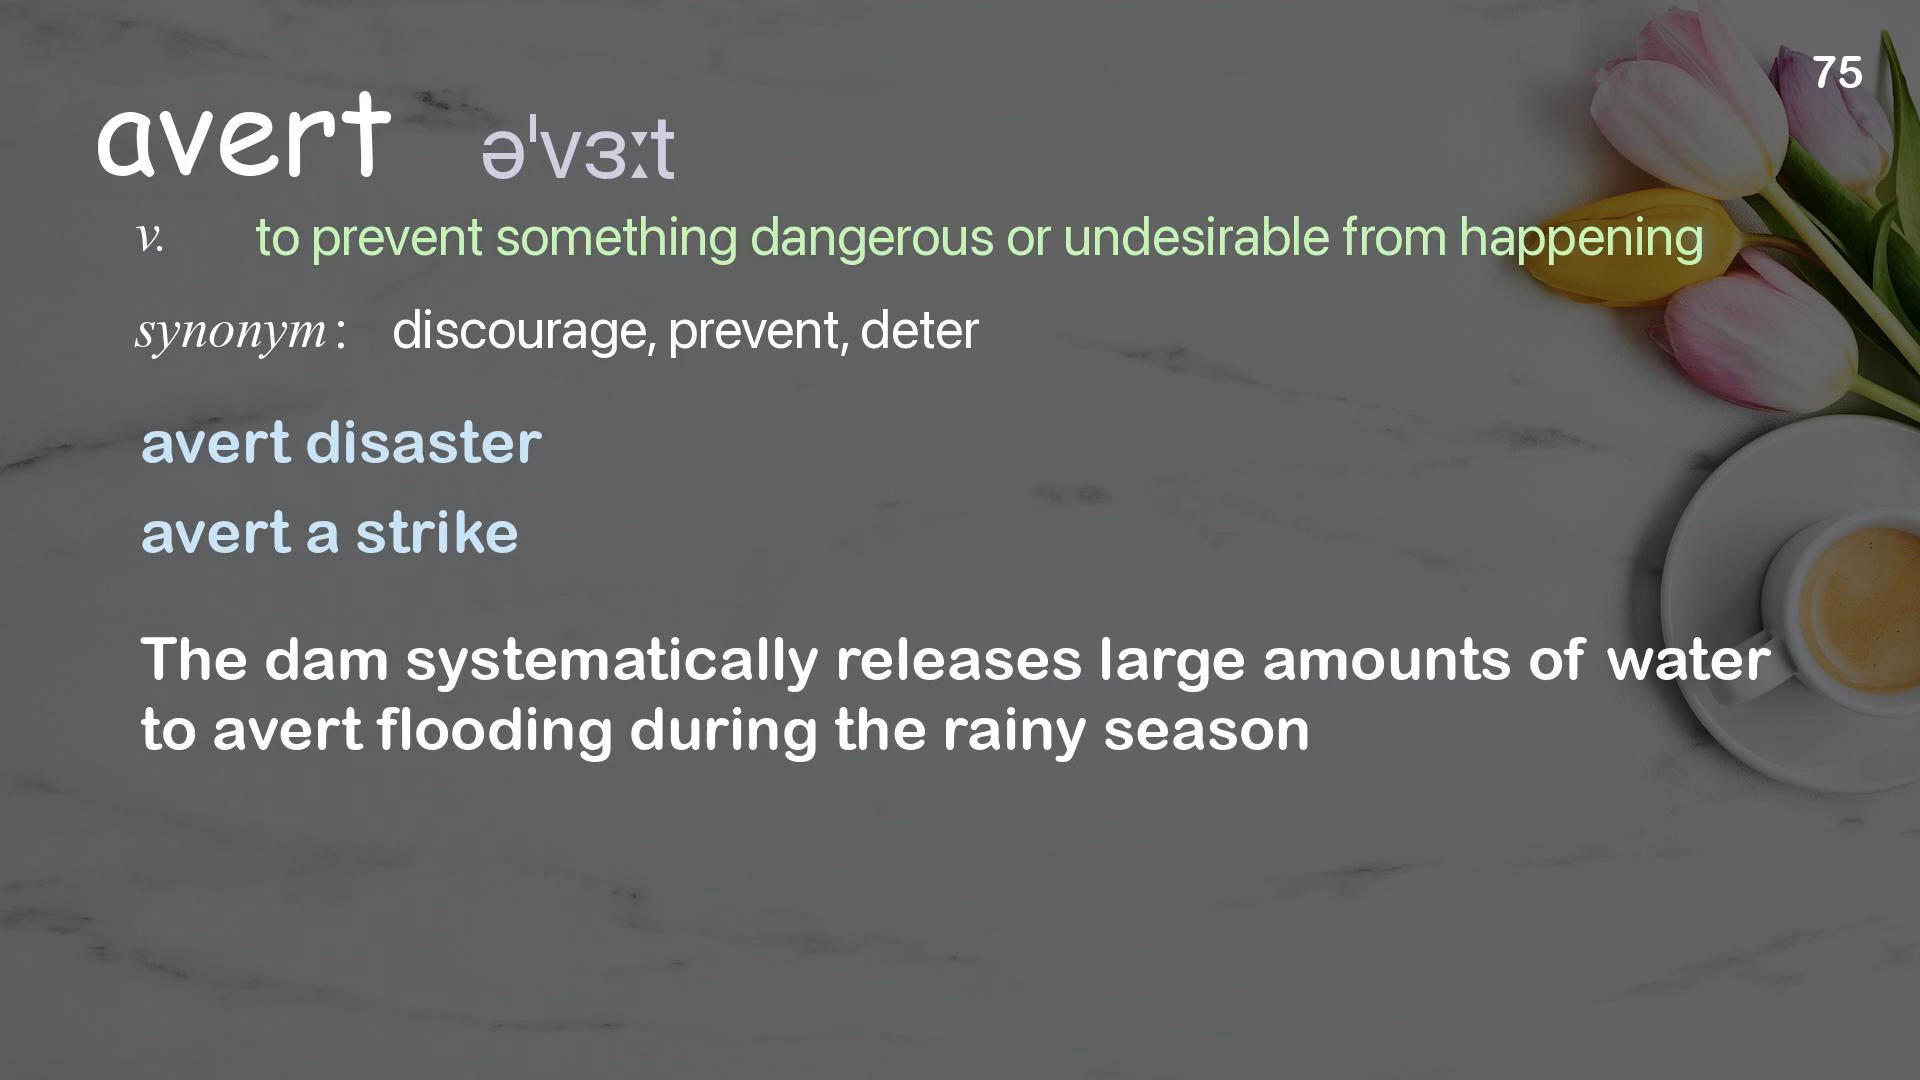 75
avert əˈvɜːt
v. to prevent something dangerous or undesirable from happening
synonym: discourage, prevent, deter
avert disaster
avert a strike
The dam systematically releases large amounts of water
to avert flooding during the rainy season